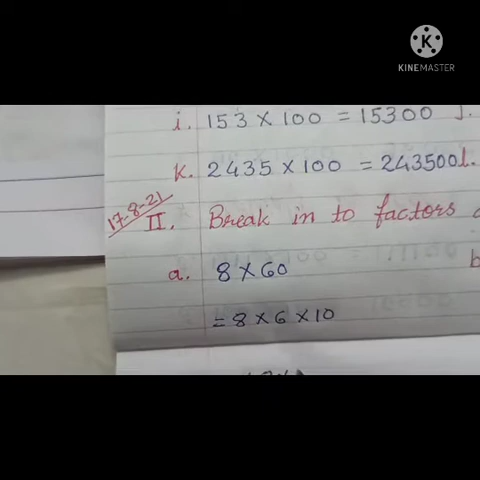 K
KINEMASTER
i. 153 × 100 = 15300 j.
k. 2435 × 100 = 243500 l.
17-8-21
II. Break in to factors
a. 8 × 60 b
= 8 × 6 × 10